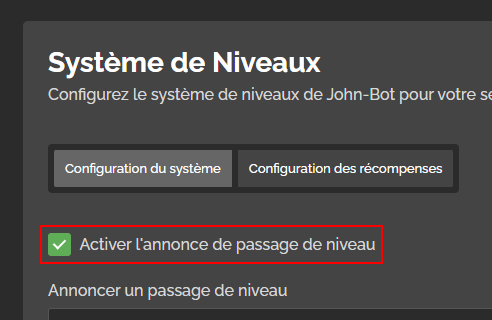 Système de Niveaux
Configurez le système de niveaux de John-Bot pour votre se
Configuration du système
Configuration des récompenses
Activer l'annonce de passage de niveau
Annoncer un passage de niveau